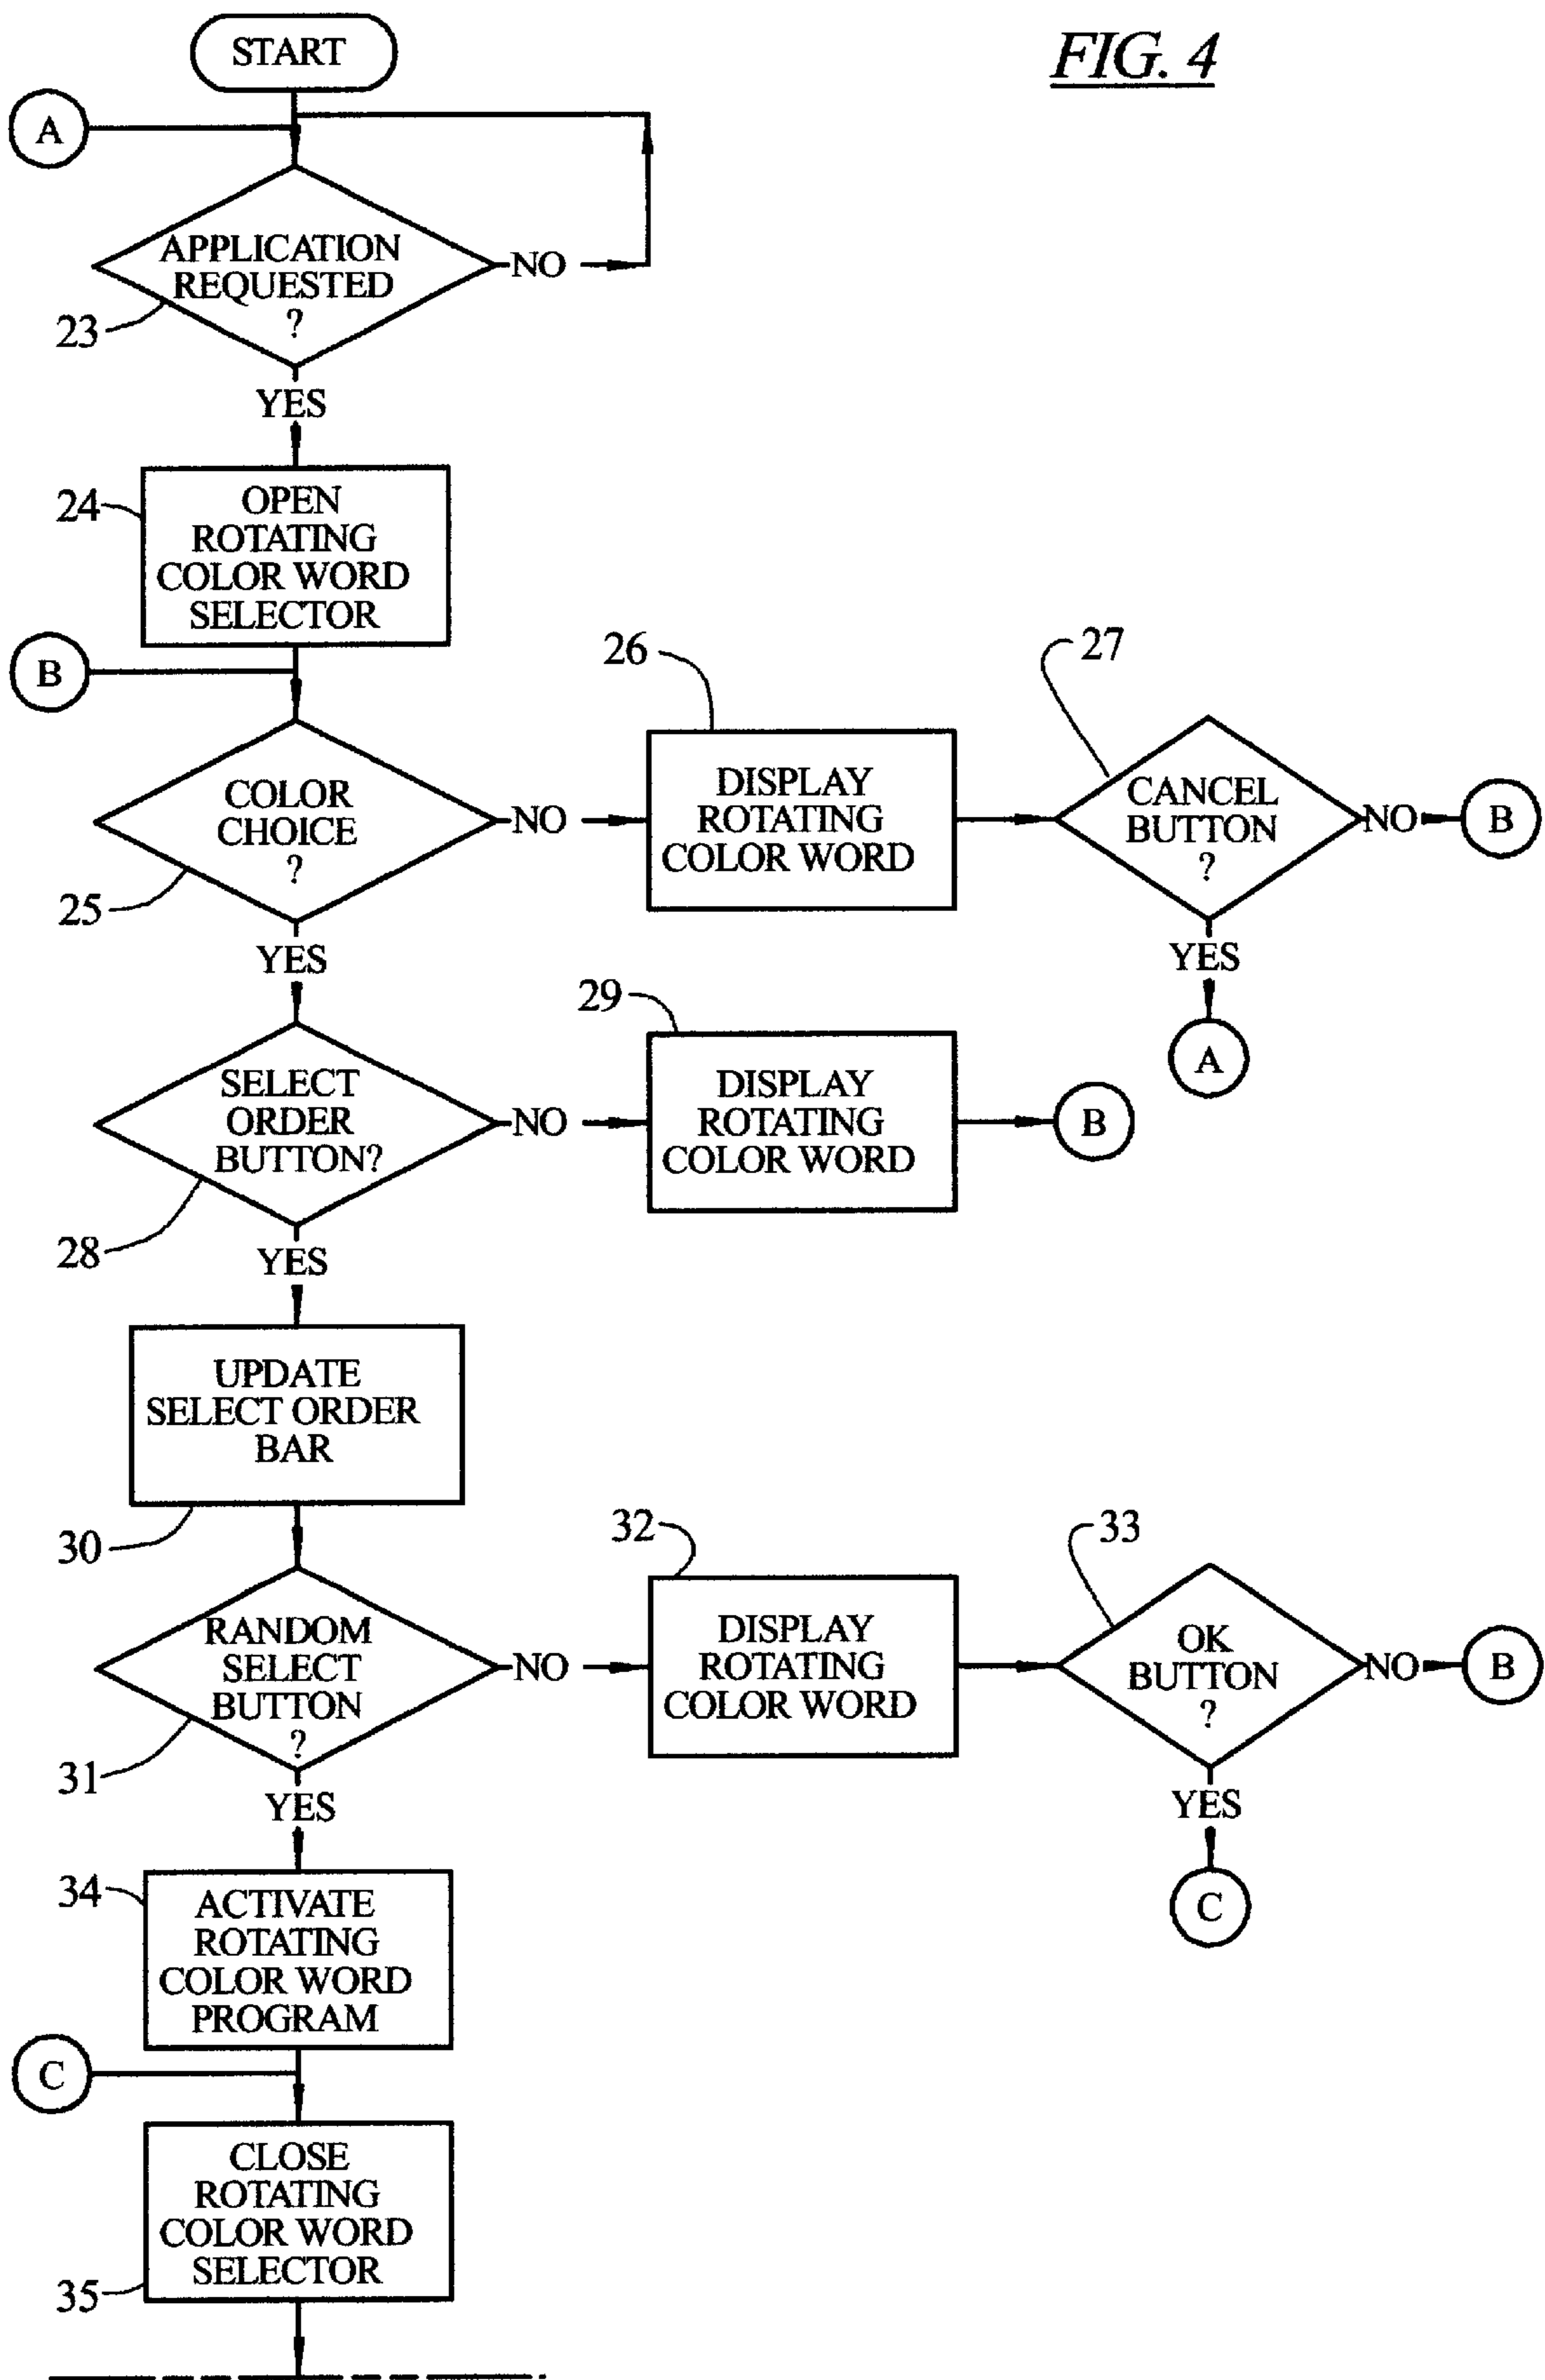 START
FIG. 4
A
APPLICATION
REQUESTED
?
NO
23
YES
24
OPEN
ROTATING
COLOR WORD
SELECTOR
B
COLOR
CHOICE
?
NO
25
26
DISPLAY
ROTATING
COLOR WORD
27
CANCEL
BUTTON
?
NO
B
YES
A
YES
SELECT
ORDER
BUTTON?
NO
28
29
DISPLAY
ROTATING
COLOR WORD
B
YES
UPDATE
SELECT ORDER
BAR
30
RANDOM
SELECT
BUTTON
?
NO
31
32
DISPLAY
ROTATING
COLOR WORD
33
OK
BUTTON
?
NO
B
YES
C
YES
34
ACTIVATE
ROTATING
COLOR WORD
PROGRAM
C
CLOSE
ROTATING
COLOR WORD
SELECTOR
35